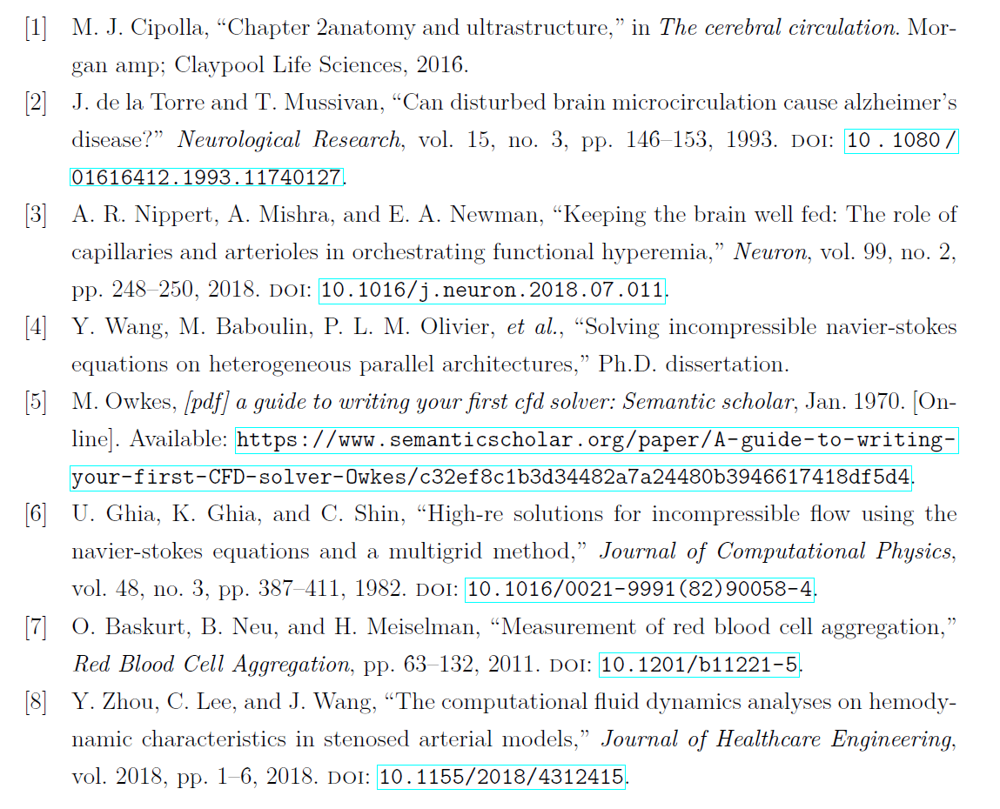 [1] M. J. Cipolla, “Chapter 2anatomy and ultrastructure,” in The cerebral circulation. Mor-
gan amp; Claypool Life Sciences, 2016.
[2] J. de la Torre and T. Mussivan, “Can disturbed brain microcirculation cause alzheimer’s
disease?” Neurological Research, vol. 15, no. 3, pp. 146–153, 1993. DOI: 10 . 1080 /
01616412.1993.11740127.
[3] A. R. Nippert, A. Mishra, and E. A. Newman, “Keeping the brain well fed: The role of
capillaries and arterioles in orchestrating functional hyperemia,” Neuron, vol. 99, no. 2,
pp. 248–250, 2018. DOI: 10.1016/j.neuron.2018.07.011.
[4] Y. Wang, M. Baboulin, P. L. M. Olivier, et al., “Solving incompressible navier-stokes
equations on heterogeneous parallel architectures,” Ph.D. dissertation.
[5] M. Owkes, [pdf] a guide to writing your first cfd solver: Semantic scholar, Jan. 1970. [On-
line]. Available: https://www.semanticscholar.org/paper/A-guide-to-writing-
your-first-CFD-solver-Owkes/c32ef8c1b3d34482a7a24480b3946617418df5d4.
[6] U. Ghia, K. Ghia, and C. Shin, “High-re solutions for incompressible flow using the
navier-stokes equations and a multigrid method,” Journal of Computational Physics,
vol. 48, no. 3, pp. 387–411, 1982. DOI: 10.1016/0021-9991(82)90058-4.
[7] O. Baskurt, B. Neu, and H. Meiselman, “Measurement of red blood cell aggregation,”
Red Blood Cell Aggregation, pp. 63–132, 2011. DOI: 10.1201/b11221-5.
[8] Y. Zhou, C. Lee, and J. Wang, “The computational fluid dynamics analyses on hemody-
namic characteristics in stenosed arterial models,” Journal of Healthcare Engineering,
vol. 2018, pp. 1–6, 2018. DOI: 10.1155/2018/4312415.